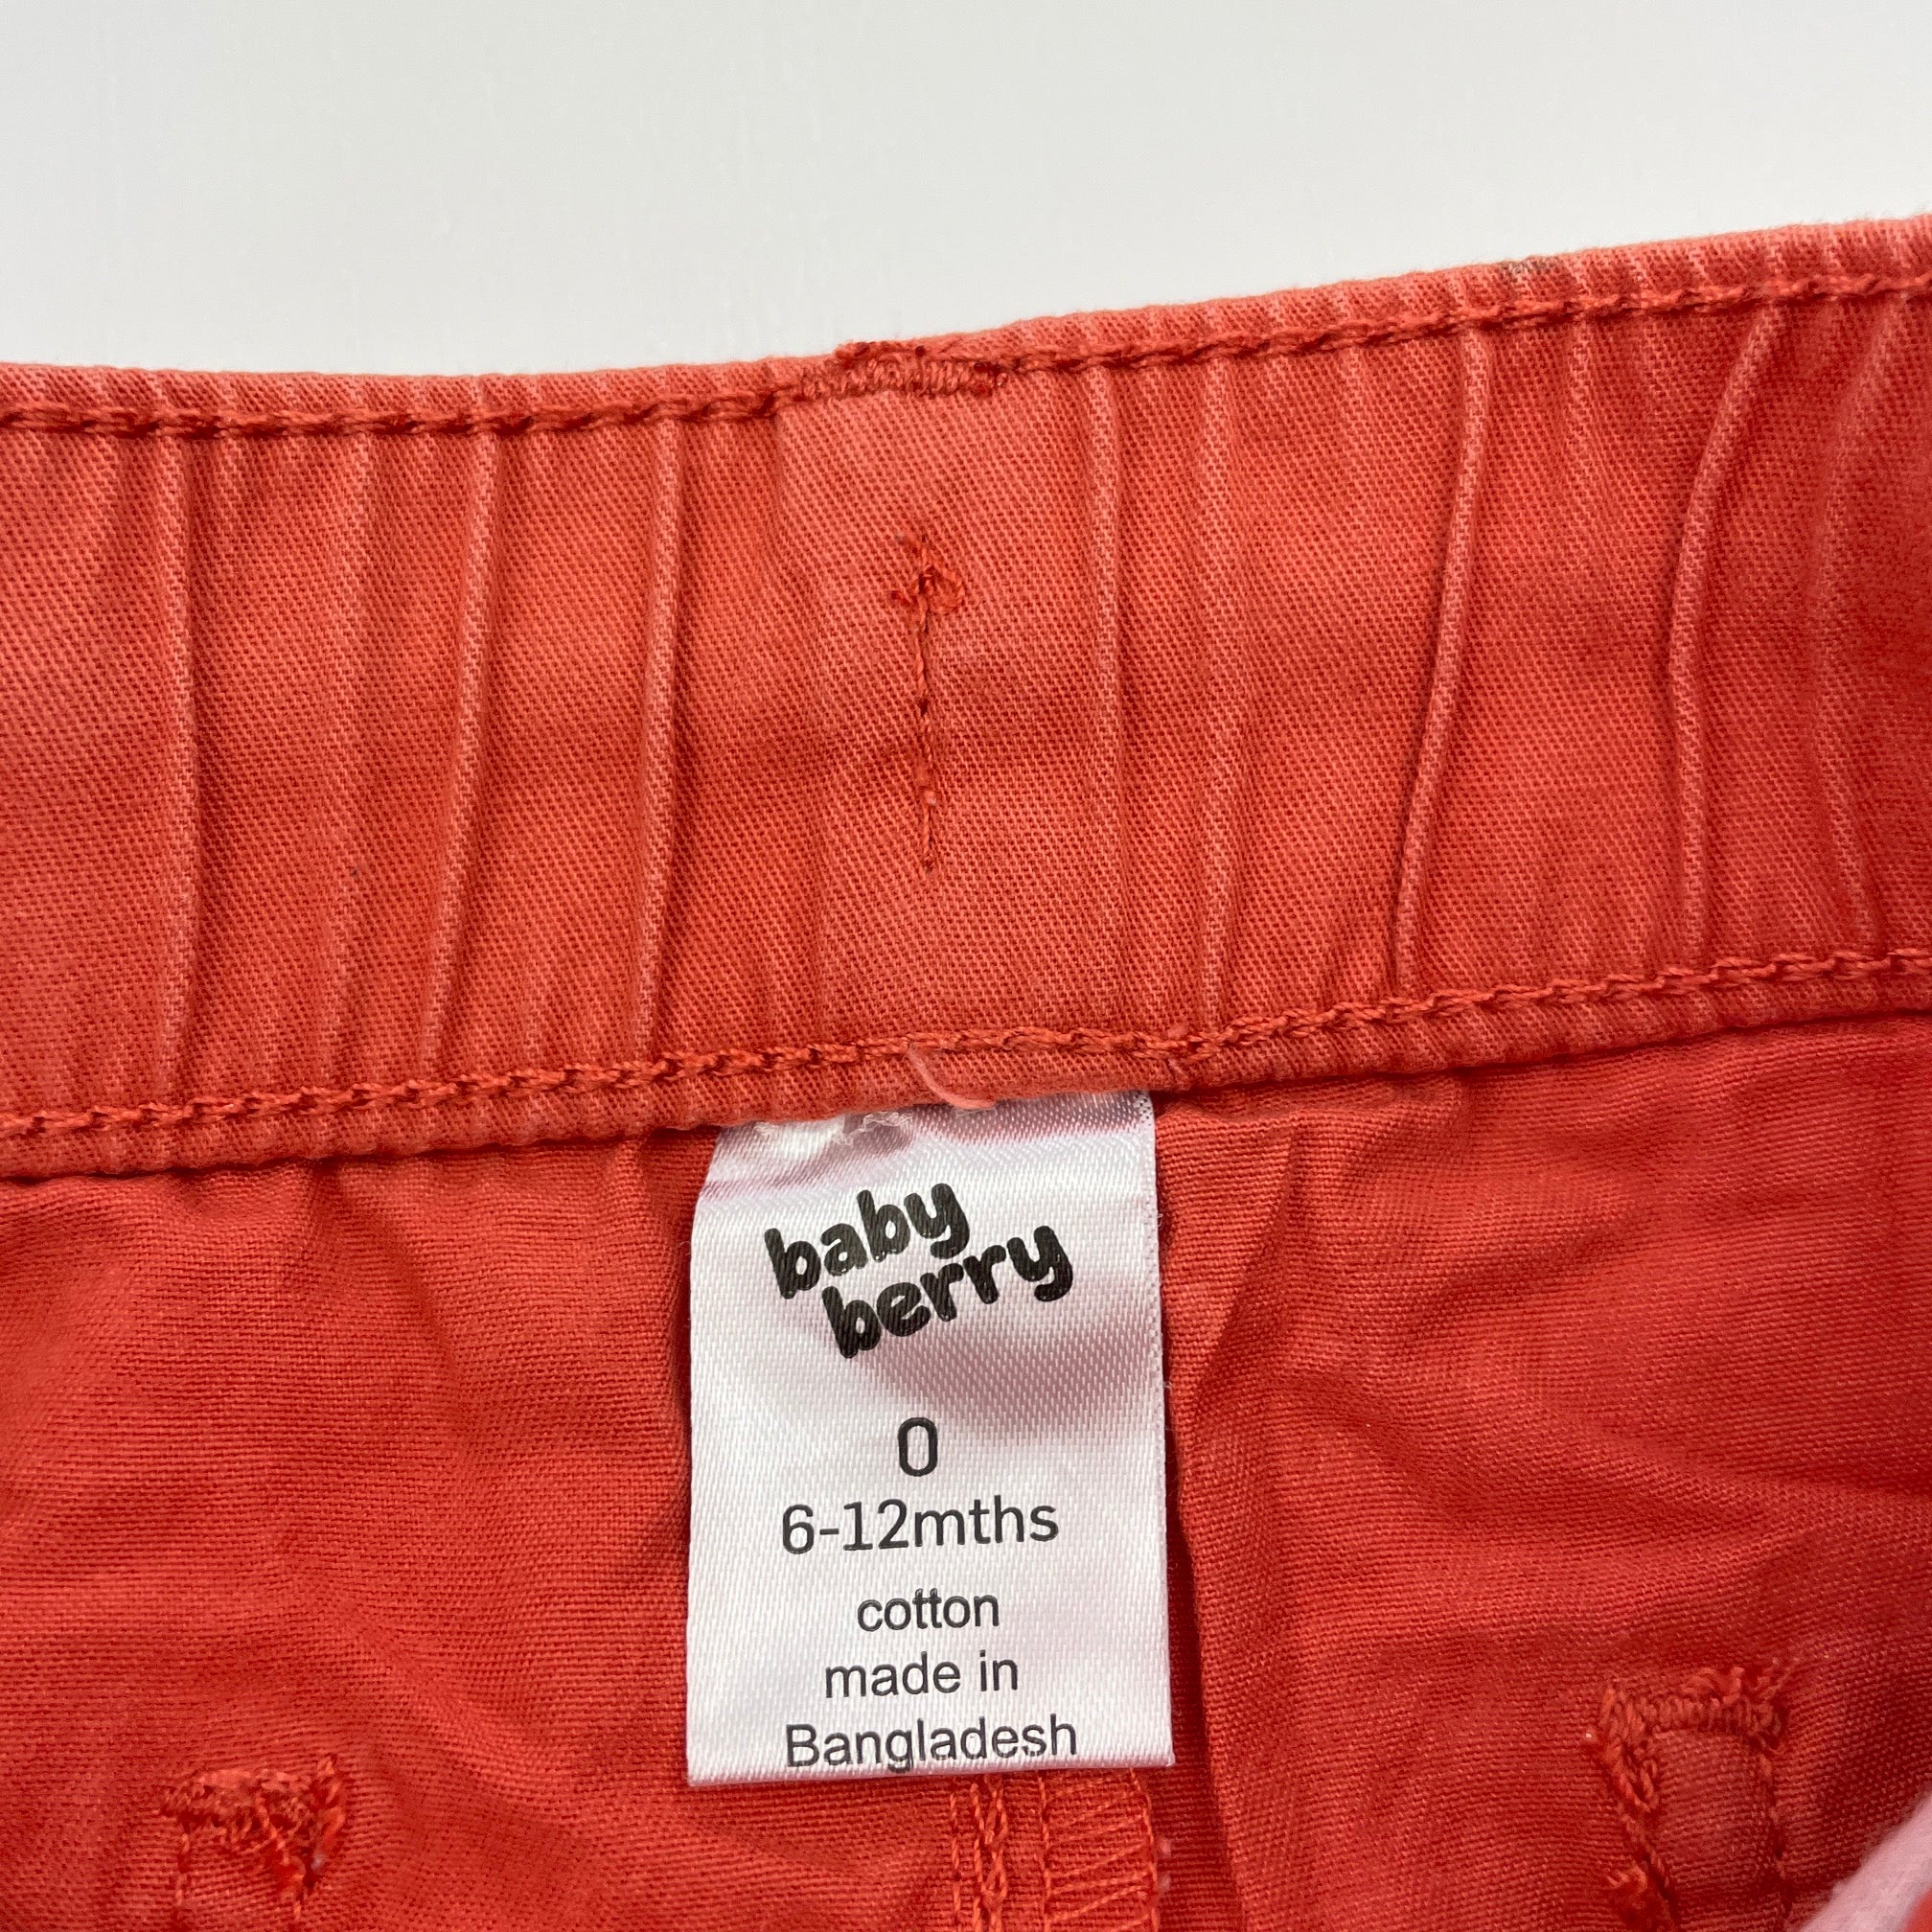 baby
berry
0
6-12mths
cotton
made in
Bangladesh